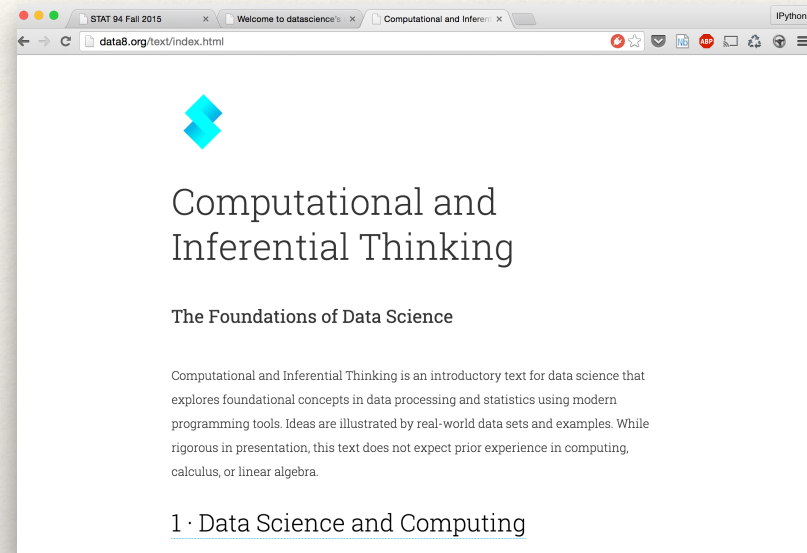 STAT 94 Fall 2015
Welcome to datascience's
Computational and Inferen
IPython
data8.org/text/index.html
Nb
ABP
Computational and
Inferential Thinking
The Foundations of Data Science
Computational and Inferential Thinking is an introductory text for data science that
explores foundational concepts in data processing and statistics using modern
programming tools. Ideas are illustrated by real-world data sets and examples. While
rigorous in presentation, this text does not expect prior experience in computing,
calculus, or linear algebra.
1 · Data Science and Computing